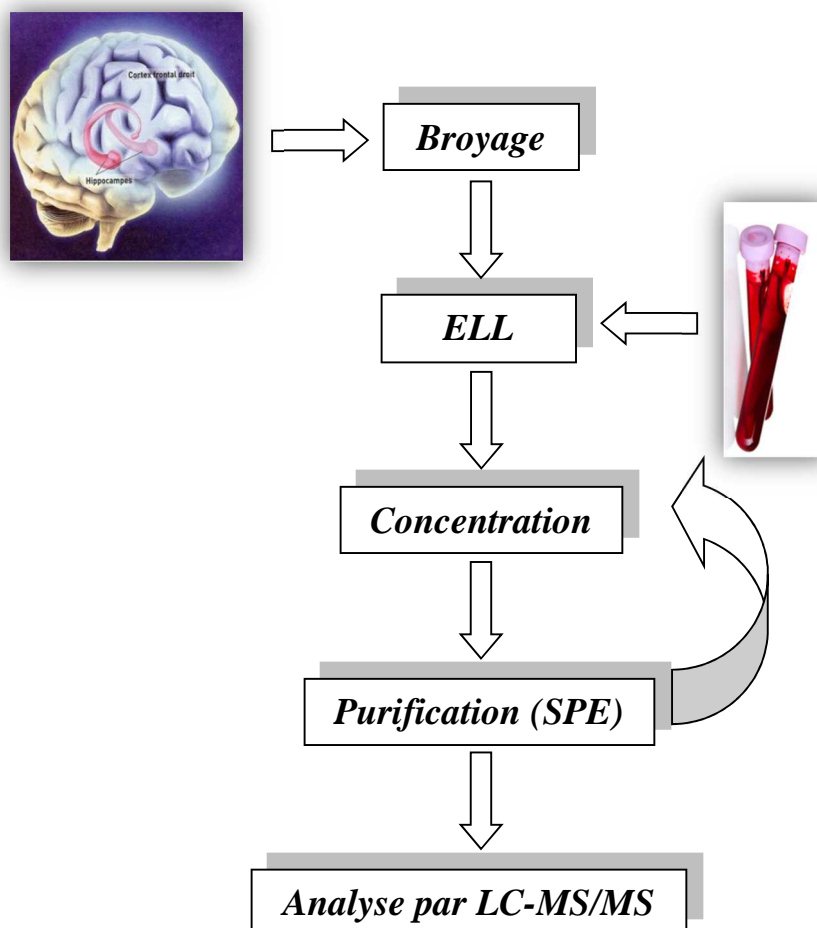 Cortex frontal droit
Hippocampes
Broyage
ELL
Concentration
Purification (SPE)
Analyse par LC-MS/MS